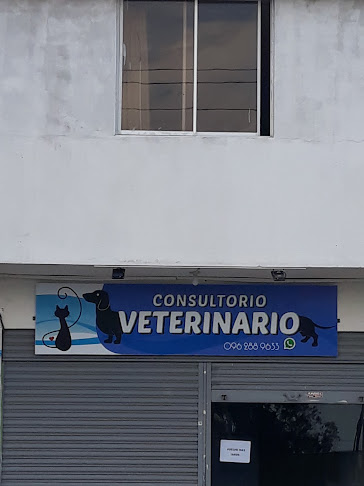 CONSULTORIO
VETERINARIO
096 288 9633